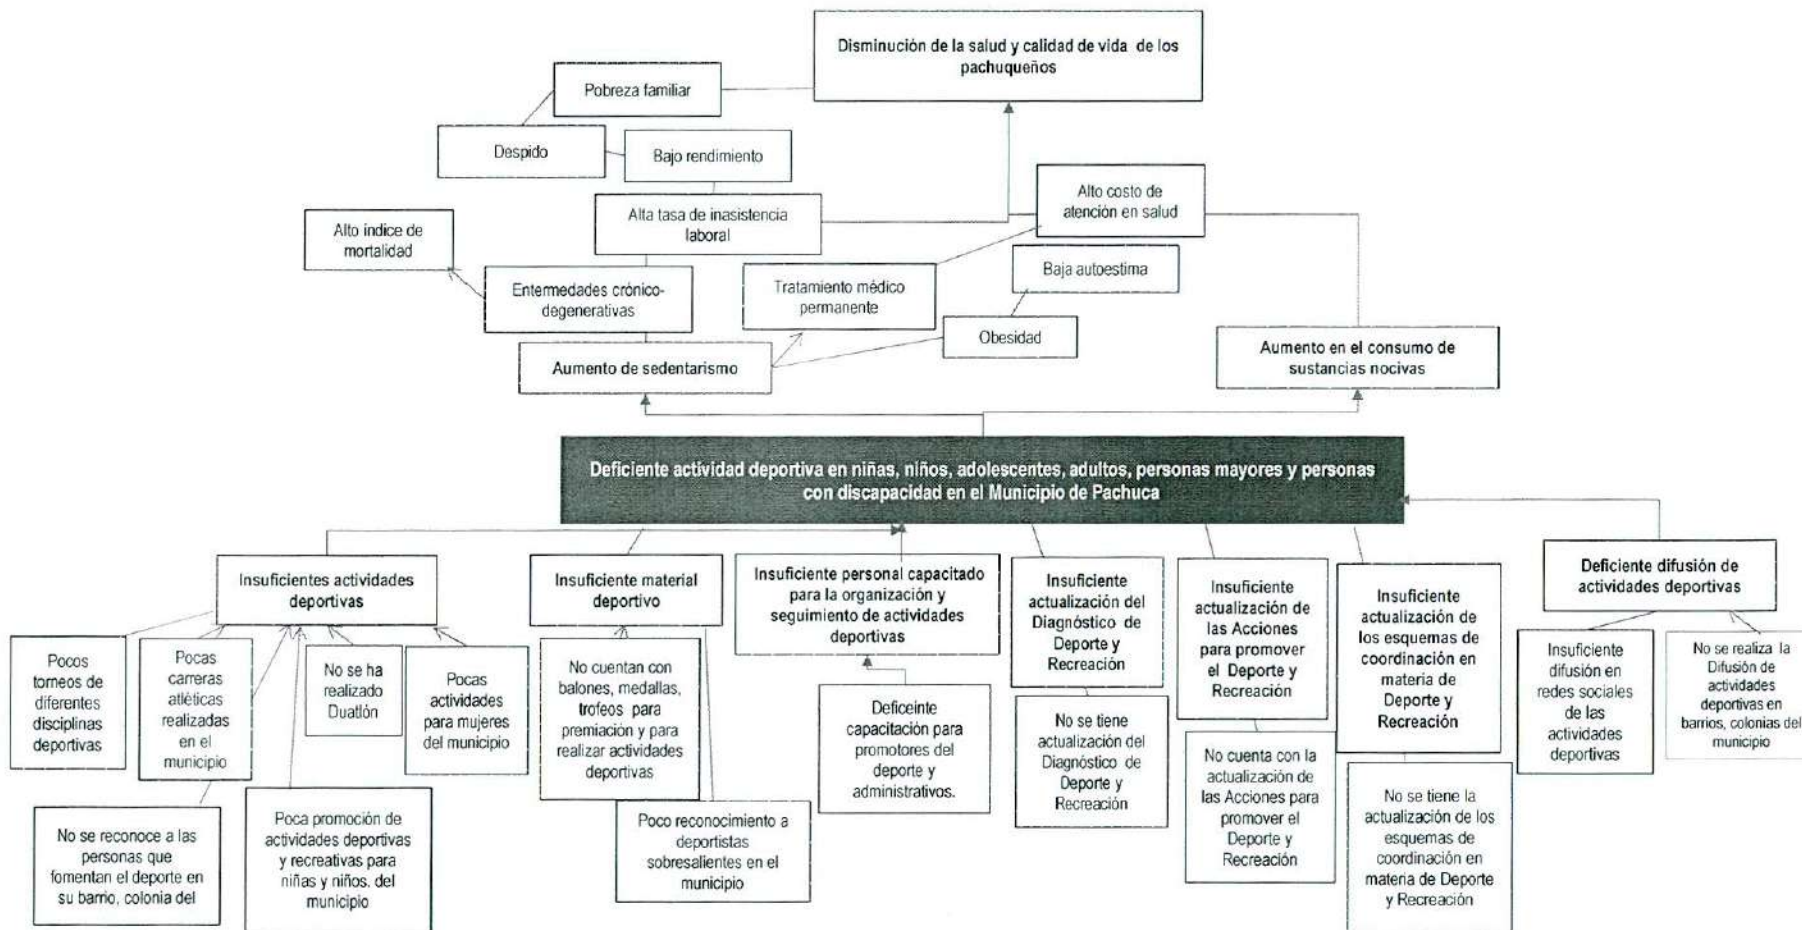 Disminución de la salud y calidad de vida de los
pachuqueños
Pobreza familiar
Despido
Bajo rendimiento
Alta tasa de inasistencia
laboral
Alto costo de
atención en salud
Alto índice de
mortalidad
Baja autoestima
Entermedades crónico-
degenerativas
Tratamiento médico
permanente
Obesidad
Aumento de sedentarismo
Aumento en el consumo de
sustancias nocivas
Deficiente actividad deportiva en niñas, niños, adolescentes, adultos, personas mayores y personas
con discapacidad en el Municipio de Pachuca
Insuficientes actividades
deportivas
Insuficiente material
deportivo
Insuficiente personal capacitado
para la organización y
seguimiento de actividades
deportivas
Insuficiente
actualización del
Diagnóstico de
Deporte y
Recreación
Insuficiente
actualización de
las Acciones
para promover
el Deporte y
Recreación
Insuficiente
actualización de
los esquemas de
coordinación en
materia de
Deporte y
Recreación
Deficiente difusión de
actividades deportivas
Pocos
torneos de
diferentes
disciplinas
deportivas
Pocas
carreras
atléticas
realizadas
en el
municipio
No se ha
realizado
Duatlón
Pocas
actividades
para mujeres
del municipio
No cuentan con
balones, medallas,
trofeos para
premiación y para
realizar actividades
deportivas
Deficeinte
capacitación para
promotores del
deporte y
administrativos.
No se tiene
actualización del
Diagnóstico de
Deporte y
Recreación
No cuenta con la
actualización de
las Acciones para
promover el
Deporte y
Recreación
No se tiene la
actualización de los
esquemas de
coordinación en
materia de Deporte
y Recreación
Insuficiente
difusión en
redes sociales
de las
actividades
deportivas
No se realiza la
Difusión de
actividades
deportivas en
barrios, colonias del
municipio
No se reconoce a las
personas que
fomentan el deporte en
su barrio, colonia del
Poca promoción de
actividades deportivas
y recreativas para
niñas y niños. del
municipio
Poco reconocimiento a
deportistas
sobresalientes en el
municipio